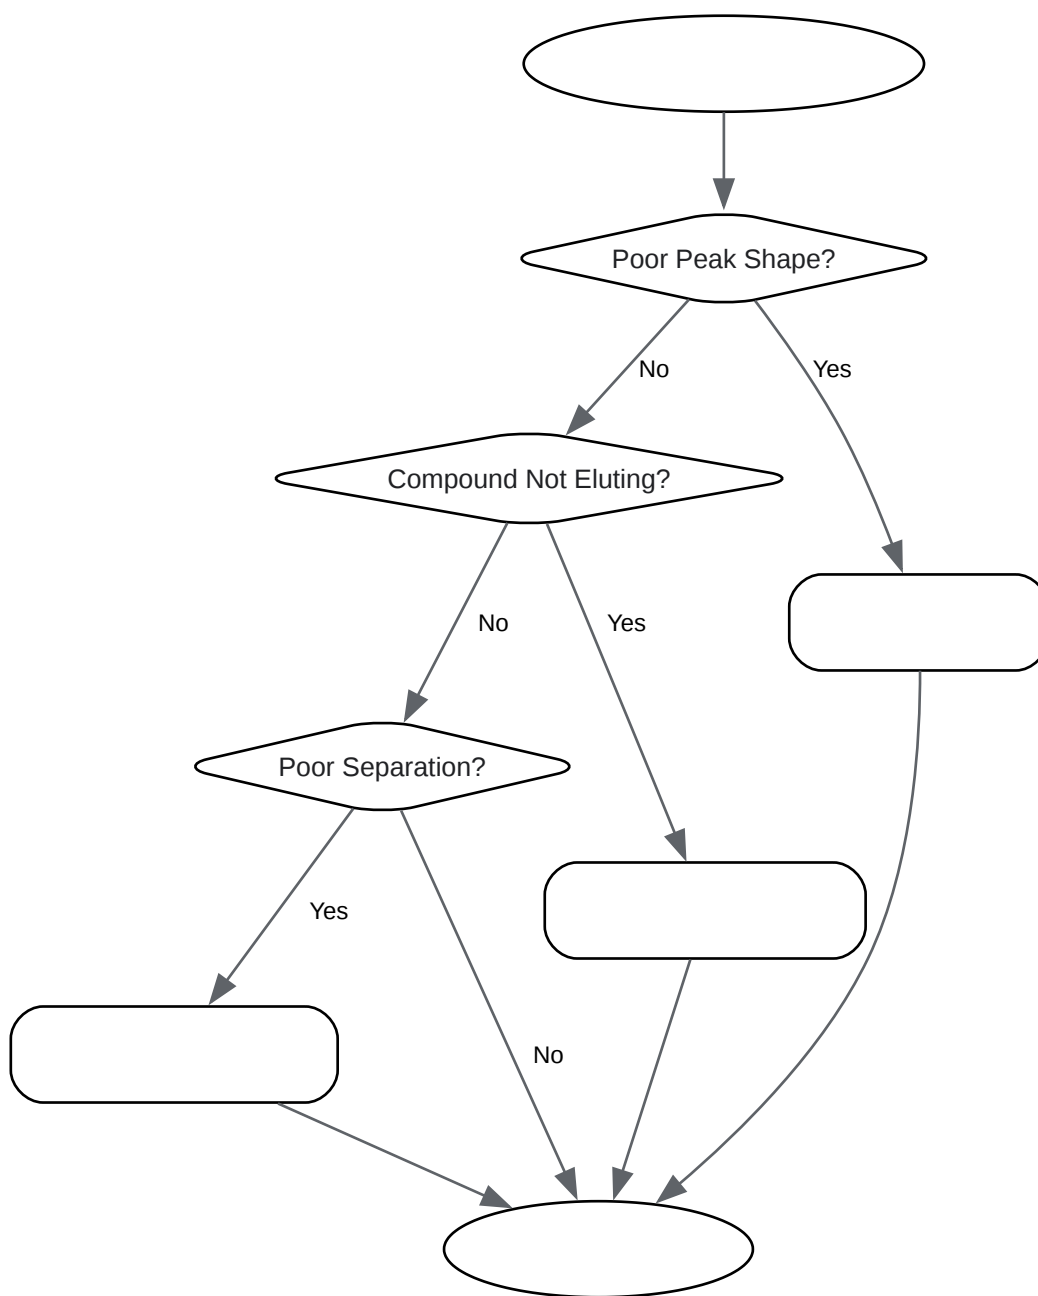 Poor Peak Shape?
No
Yes
Compound Not Eluting?
No
Yes
Poor Separation?
Yes
No